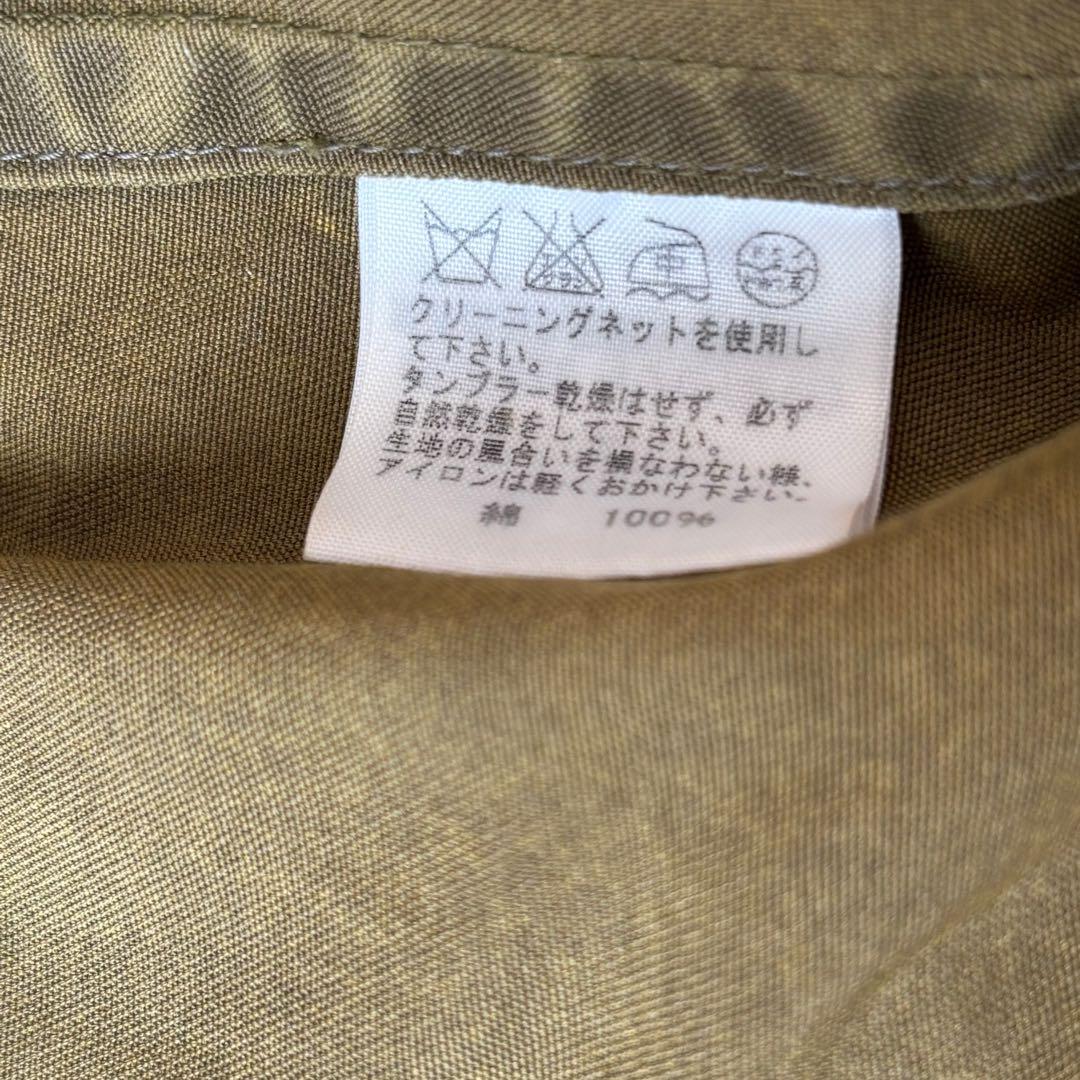 中
クリーニングネットを使用し
て下さい。
タンブラー乾燥はせず、必ず
自然乾燥をして下さい。
生地の風合いを損なわない様、
アイロンは軽くおかけ下さい。
綿 100%